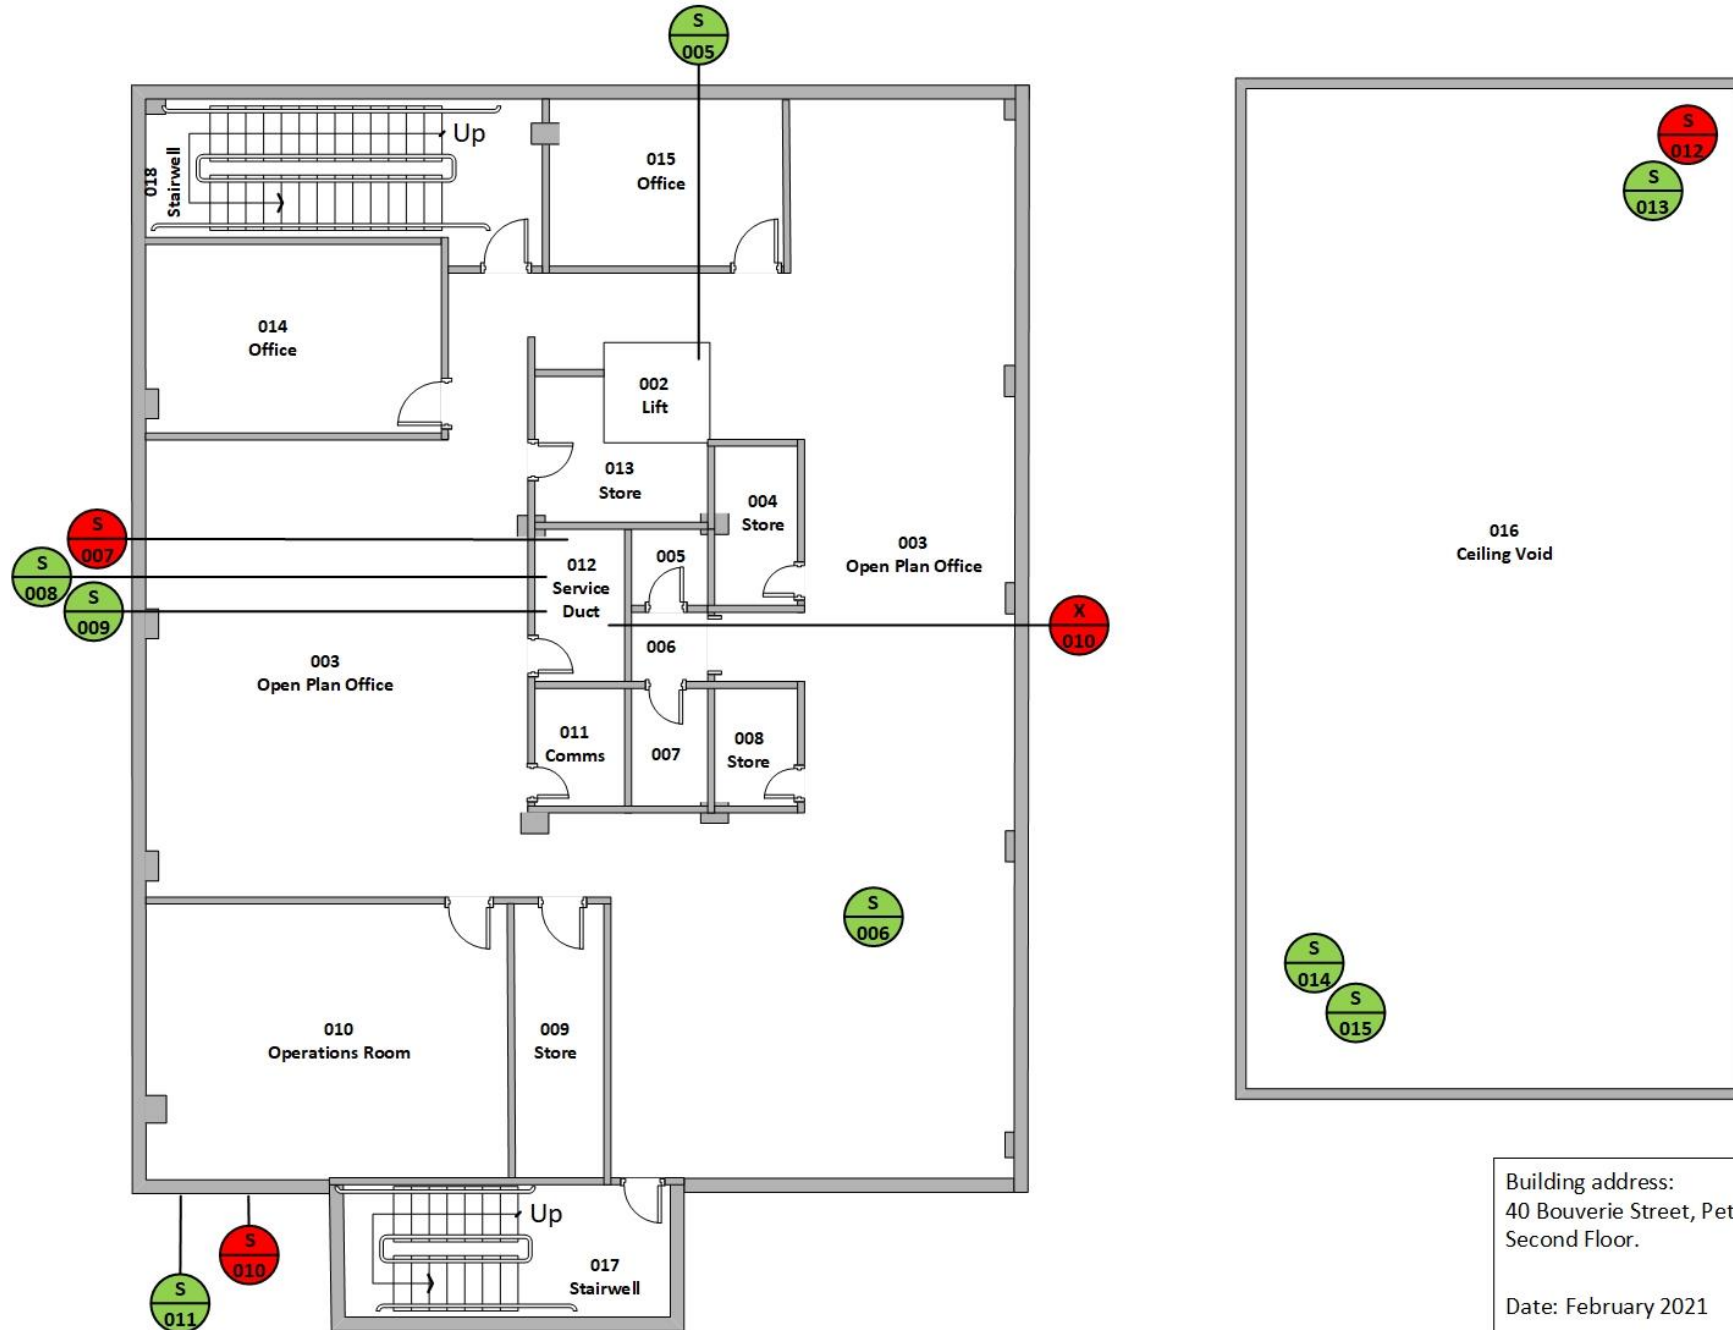 S
005
Up
018
Stairwell
015
Office
S
012
S
013
014
Office
002
Lift
013
Store
004
Store
S
007
S
008
S
009
012
Service
Duct
005
003
Open Plan Office
016
Ceiling Void
X
010
006
003
Open Plan Office
011
Comms
007
008
Store
S
006
S
014
S
015
010
Operations Room
009
Store
Up
017
Stairwell
S
010
S
011
Building address:
40 Bouverie Street, Pet
Second Floor.
Date: February 2021